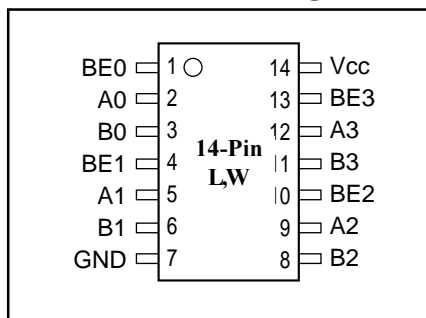 BE0 1 14 Vcc
A0 2 13 BE3
B0 3 12 A3
BE1 4 14-Pin 11 B3
A1 5 L,W 10 BE2
B1 6 9 A2
GND 7 8 B2